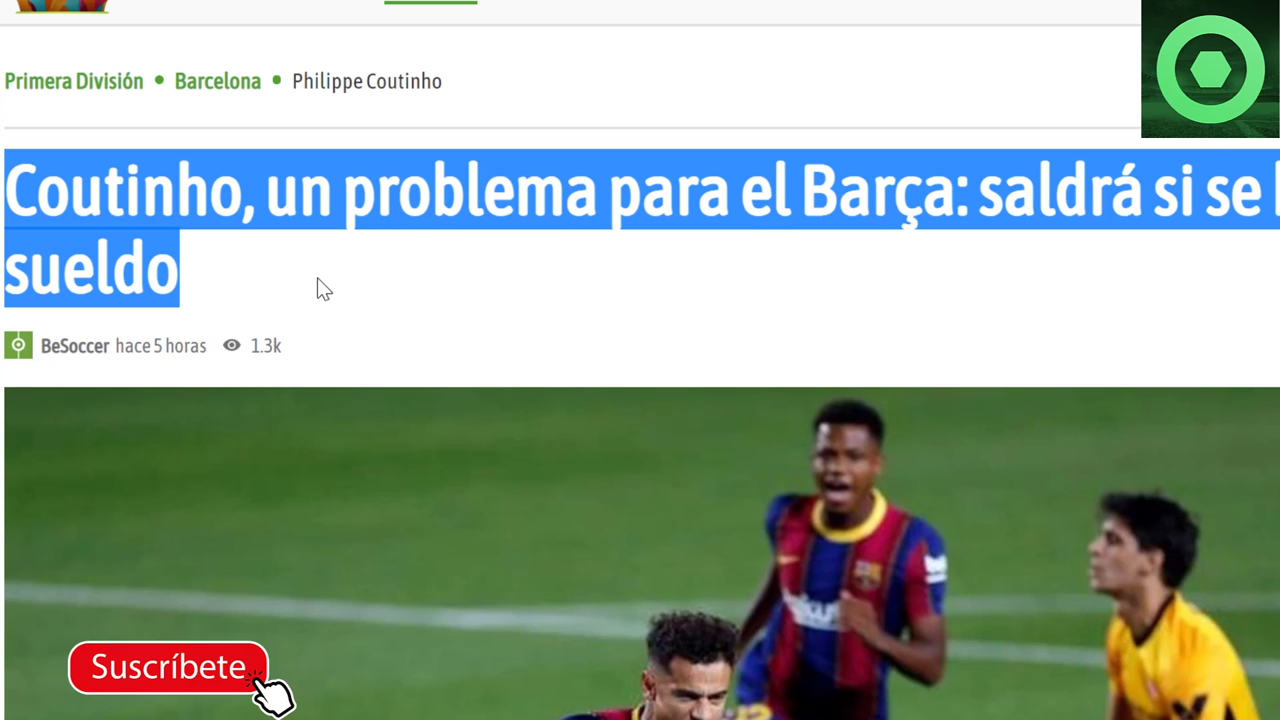 Primera División • Barcelona • Philippe Coutinho
Coutinho, un problema para el Barça: saldrá si se
sueldo
BeSoccer hace 5 horas 1.3k
Suscríbete